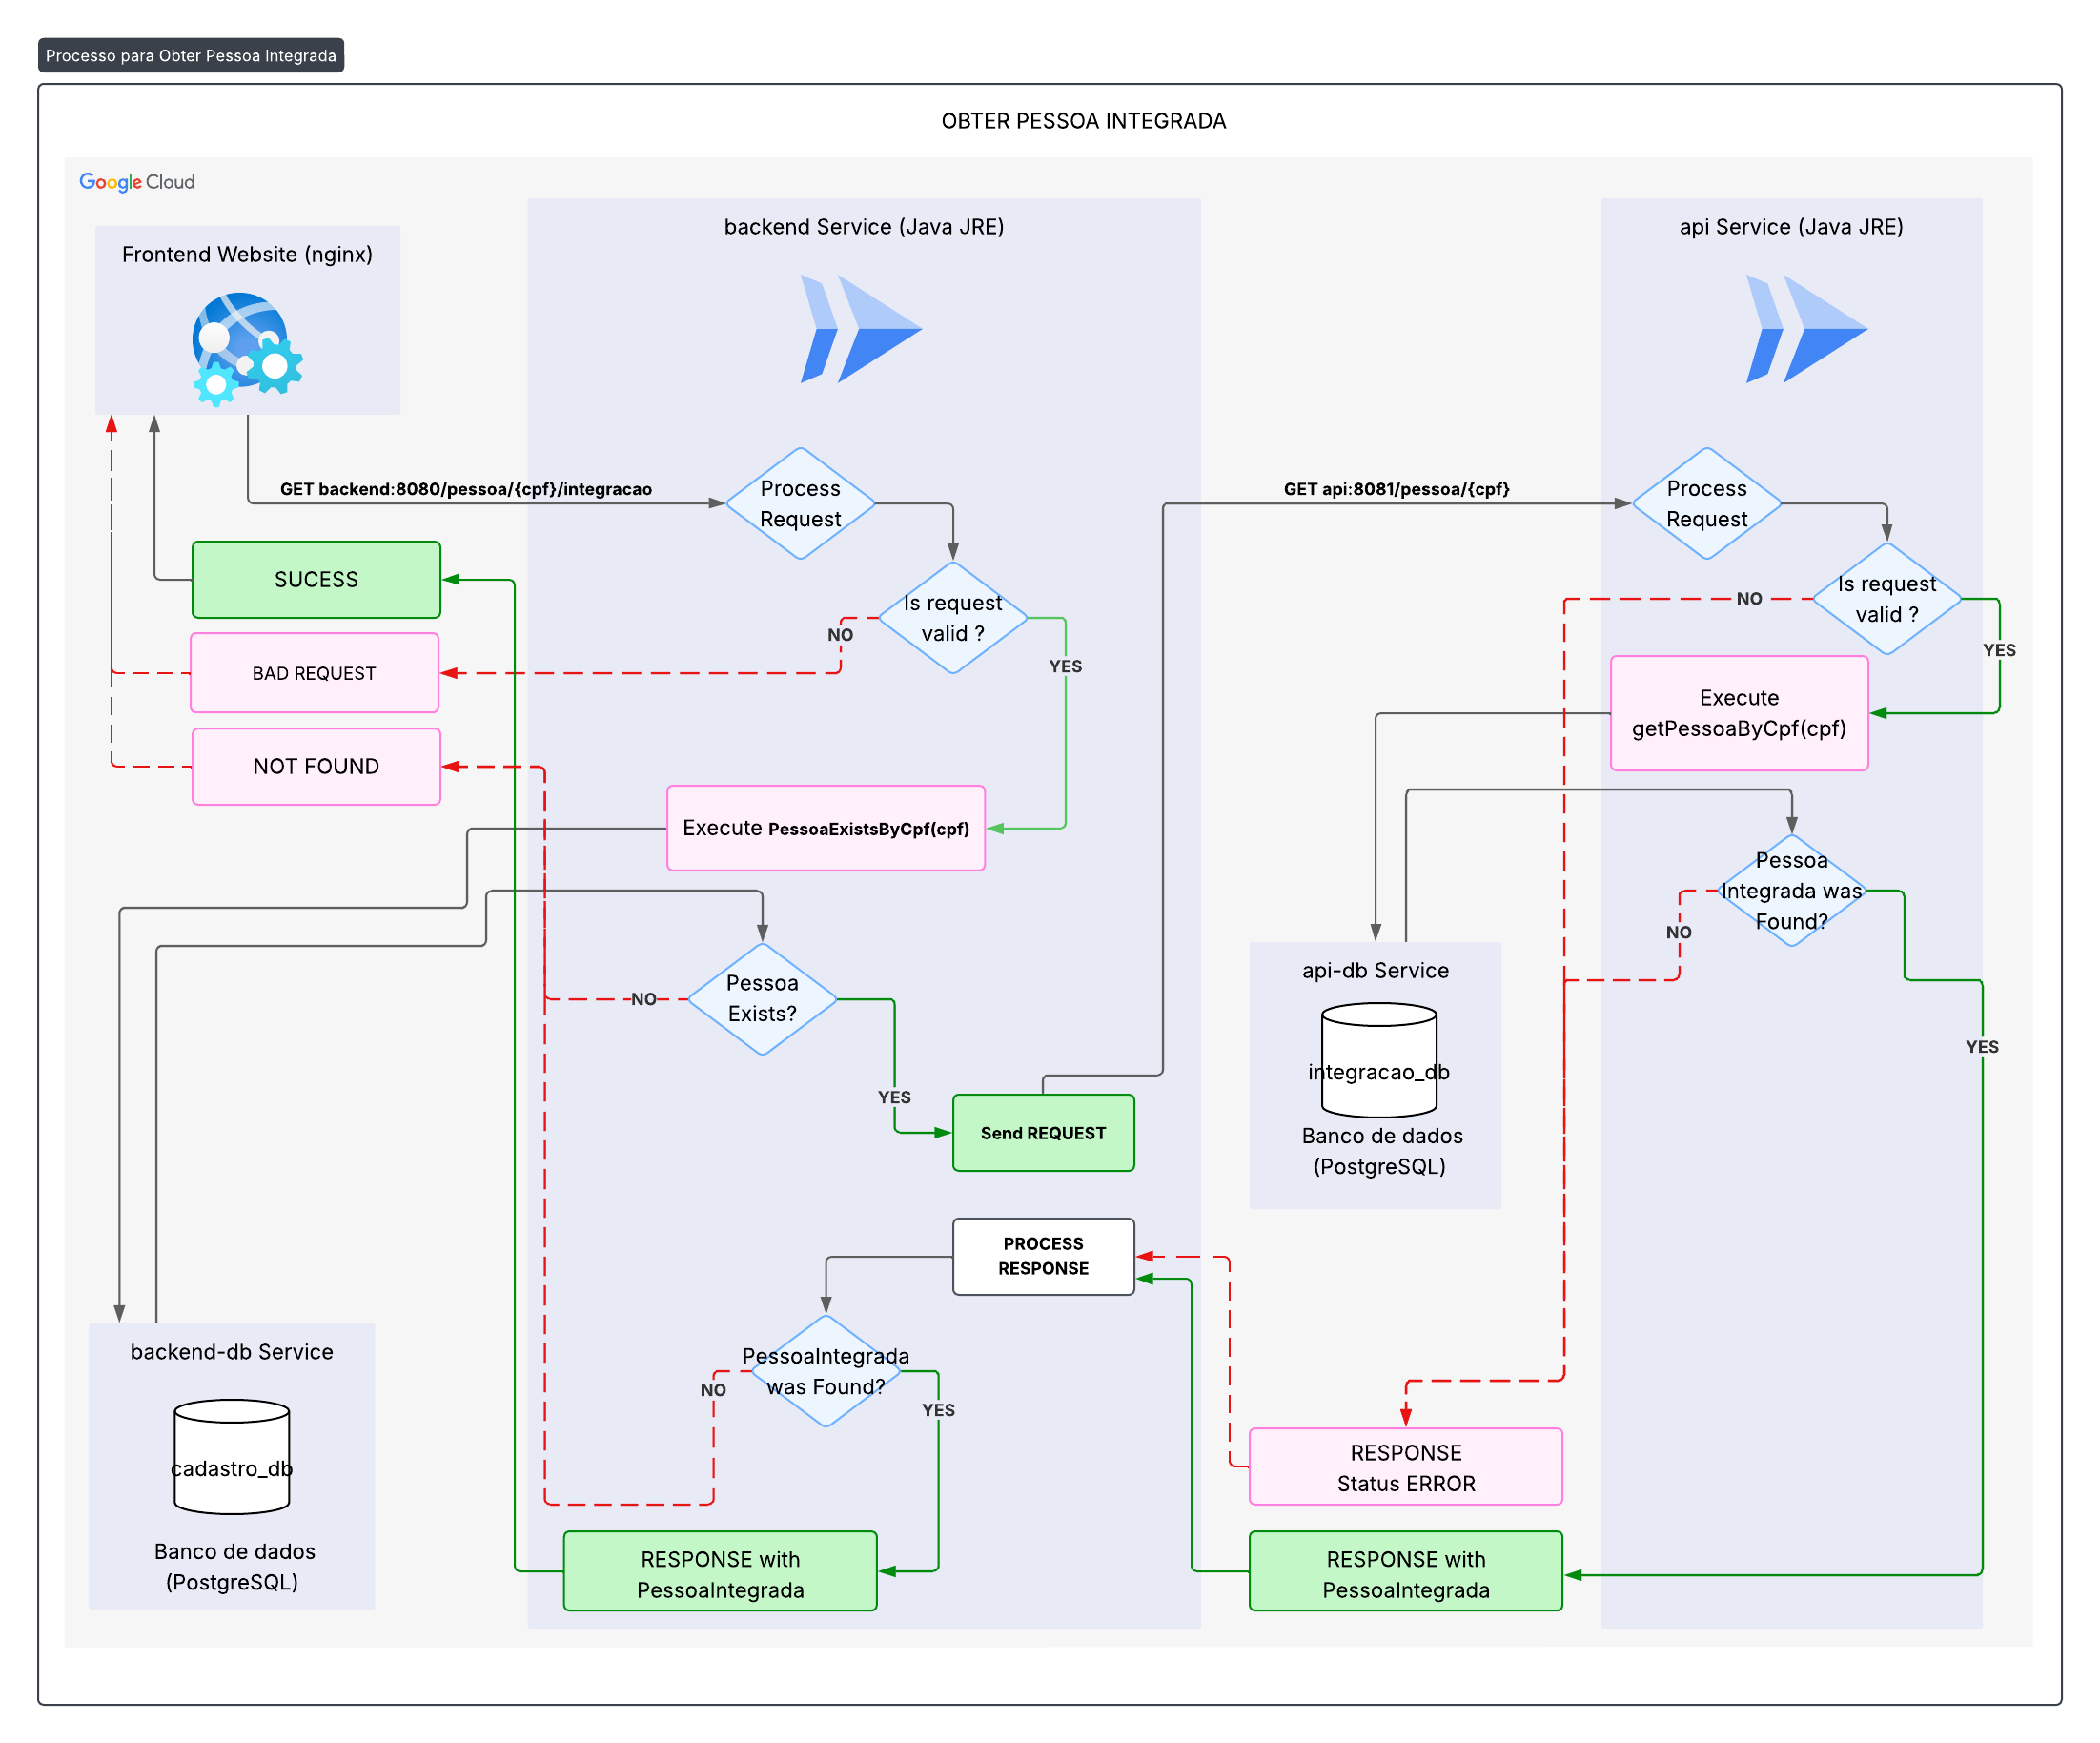 Processo para Obter Pessoa Integrada
OBTER PESSOA INTEGRADA
Google Cloud
Frontend Website (nginx)
backend Service (Java JRE)
api Service (Java JRE)
GET backend:8080/pessoa/{cpf}/integracao
Process
Request
GET api:8081/pessoa/{cpf}
Process
Request
SUCESS
Is request
valid ?
NO
YES
Is request
valid ?
NO
YES
BAD REQUEST
NOT FOUND
Execute
getPessoaByCpf(cpf)
Execute PessoaExistsByCpf(cpf)
Pessoa
Integrada was
Found?
NO
YES
Pessoa
Exists?
NO
YES
api-db Service
integracao_db
Banco de dados
(PostgreSQL)
Send REQUEST
PROCESS
RESPONSE
backend-db Service
cadastro_db
Banco de dados
(PostgreSQL)
PessoaIntegrada
was Found?
NO
YES
RESPONSE
Status ERROR
RESPONSE with
PessoaIntegrada
RESPONSE with
PessoaIntegrada